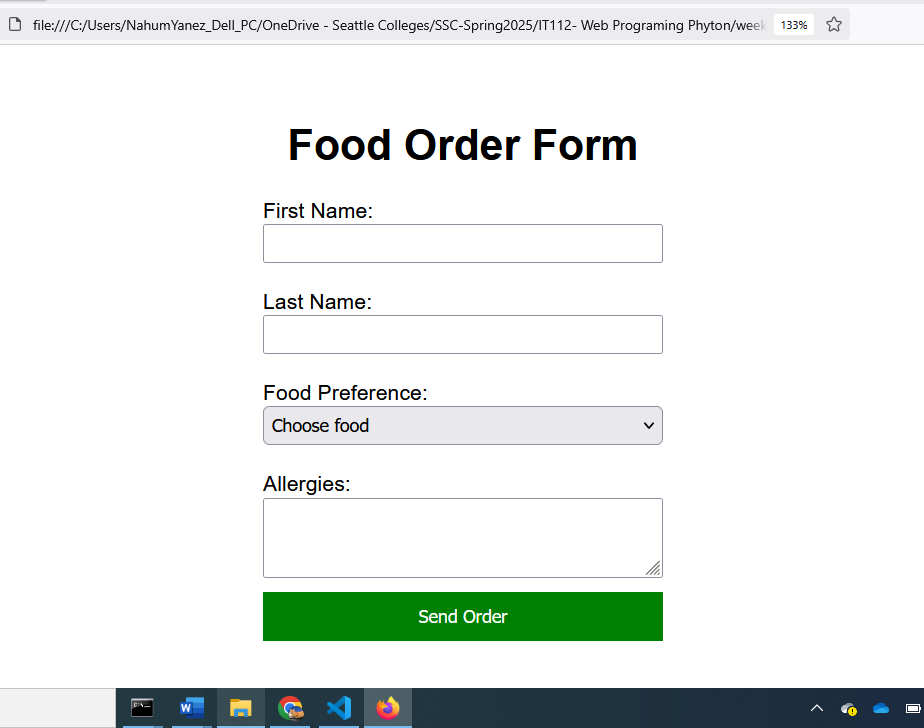 file:///C:/Users/NahumYanez_Dell_PC/OneDrive - Seattle Colleges/SSC-Spring2025/IT112- Web Programing Phyton/week 133%
Food Order Form
First Name:
Last Name:
Food Preference:
Choose food
Allergies:
Send Order